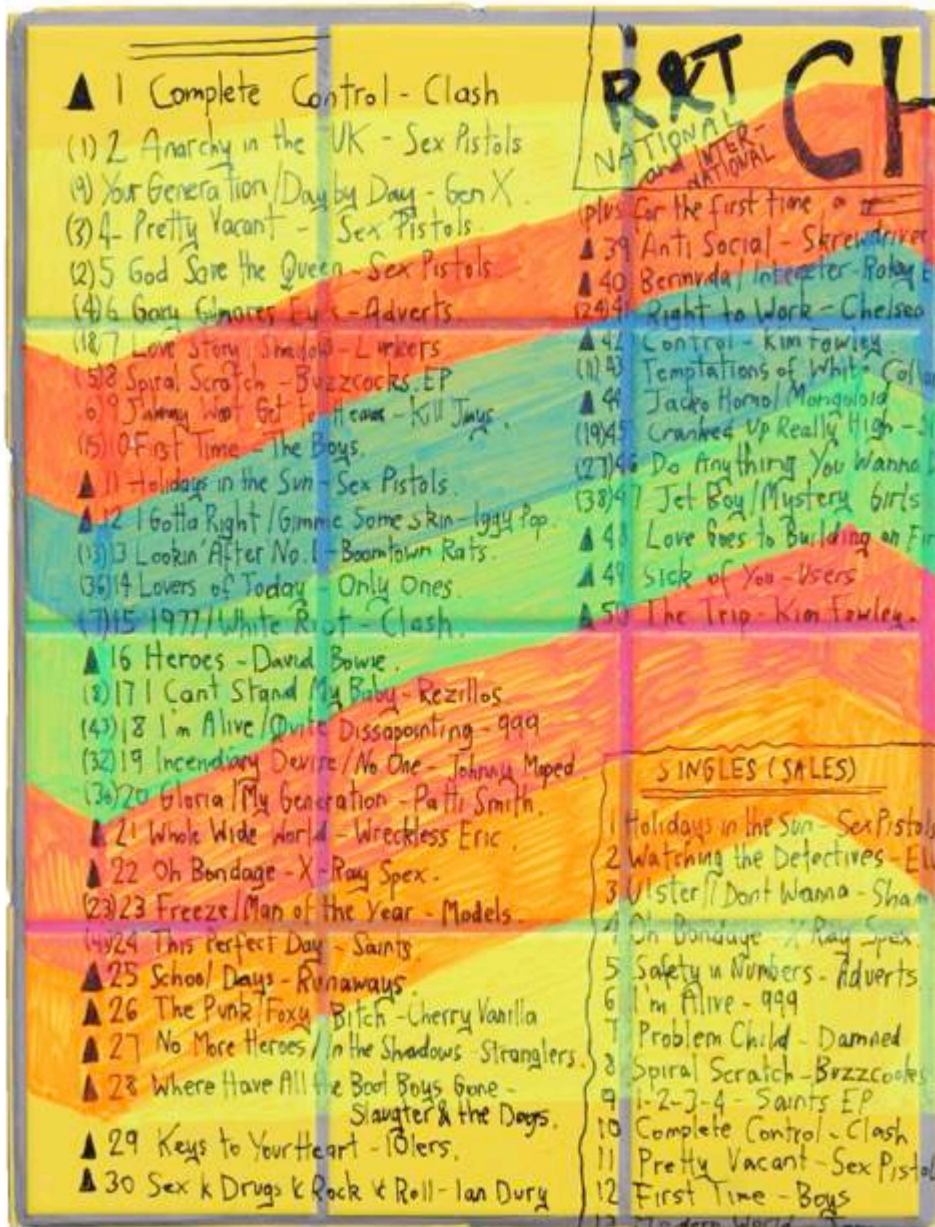 ▲ 1 Complete Control - Clash
(1) 2 Anarchy in the UK - Sex Pistols
(9) Your Generation/Day by Day - Gen X.
(3) 4 Pretty Vacant - Sex Pistols.
(2) 5 God Save the Queen - Sex Pistols.
(4) 6 Gary Gilmores Eyes - Adverts.
(18) 7 Love Story/Shadow - Lurkers
(5) 8 Spiral Scratch - Buzzcocks.EP
9 Johnny Wont Get to Heaven - Kill Joys.
(15) 10 First Time - The Boys.
▲ 11 Holidays in the Sun - Sex Pistols.
▲ 12 I Gotta Right/Gimme Some skin - Iggy Pop.
(13) 13 Lookin' After No.1 - Boomtown Rats.
(36) 14 Lovers of Today - Only Ones.
(7) 15 1977/White Riot - Clash.
▲ 16 Heroes - David Bowie.
(8) 17 I Cant Stand My Baby - Rezillos.
(43) 18 I'm Alive/Quite Dissapointing - 999
(32) 19 Incendiary Device/No One - Johnny Moped.
(30) 20 Gloria/My Generation - Patti Smith.
▲ 21 Whole Wide World - Wreckless Eric.
▲ 22 Oh Bondage - X-Ray Spex.
(23) 23 Freeze/Man of the Year - Models.
24 This Perfect Day - Saints.
▲ 25 School Days - Runaways
▲ 26 The Punk/Foxy Bitch - Cherry Vanilla
▲ 27 No More Heroes/In the Shadows - Stranglers.
▲ 28 Where Have All the Boot Boys Gone -
Slaugter & the Dogs.
▲ 29 Keys to Your Heart - 101ers.
▲ 30 Sex & Drugs & Rock & Roll - Ian Dury
R&T CH
NATIONAL
and INTER-
NATIONAL
(plus for the first time a
▲ 39 Anti Social - Skrewdriver
▲ 40 Bermuda/
(24) 41 Right to Work - Chelsea
▲ 42 Control - Kim Fowley
(11) 43 Temptations of White Coll
▲ 44 Jocko Homo/Mongoloid
(19) 45 Cranked Up Really High - Sl
(27) 46 Do Anything You Wanna D
(38) 47 Jet Boy/Mystery Girls
▲ 48 Love Goes to Building on Fir
▲ 49 Sick of You - Users
▲ 50 The Trip - Kim Fowley.
SINGLES (SALES)
1 Holidays in the Sun - Sex Pistols
2 Watching the Detectives - El
3 Ulster/Dont Wanna - Sham
4 Oh Bondage - X Ray Spex.
5 Safety in Numbers - Adverts
6 I'm Alive - 999
7 Problem Child - Damned
8 Spiral Scratch - Buzzcocks
9 1-2-3-4 - Saints EP
10 Complete Control - Clash
11 Pretty Vacant - Sex Pistol
12 First Time - Boys
13 Modern World